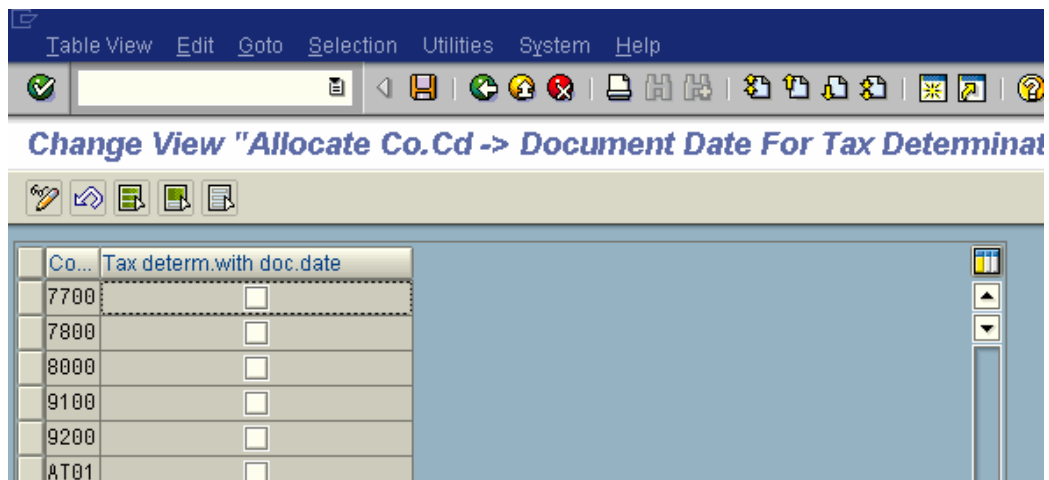 Table View Edit Goto Selection Utilities System Help
Change View "Allocate Co.Cd -> Document Date For Tax Determinat
Co... Tax determ.with doc.date
7700
7800
8000
9100
9200
AT01